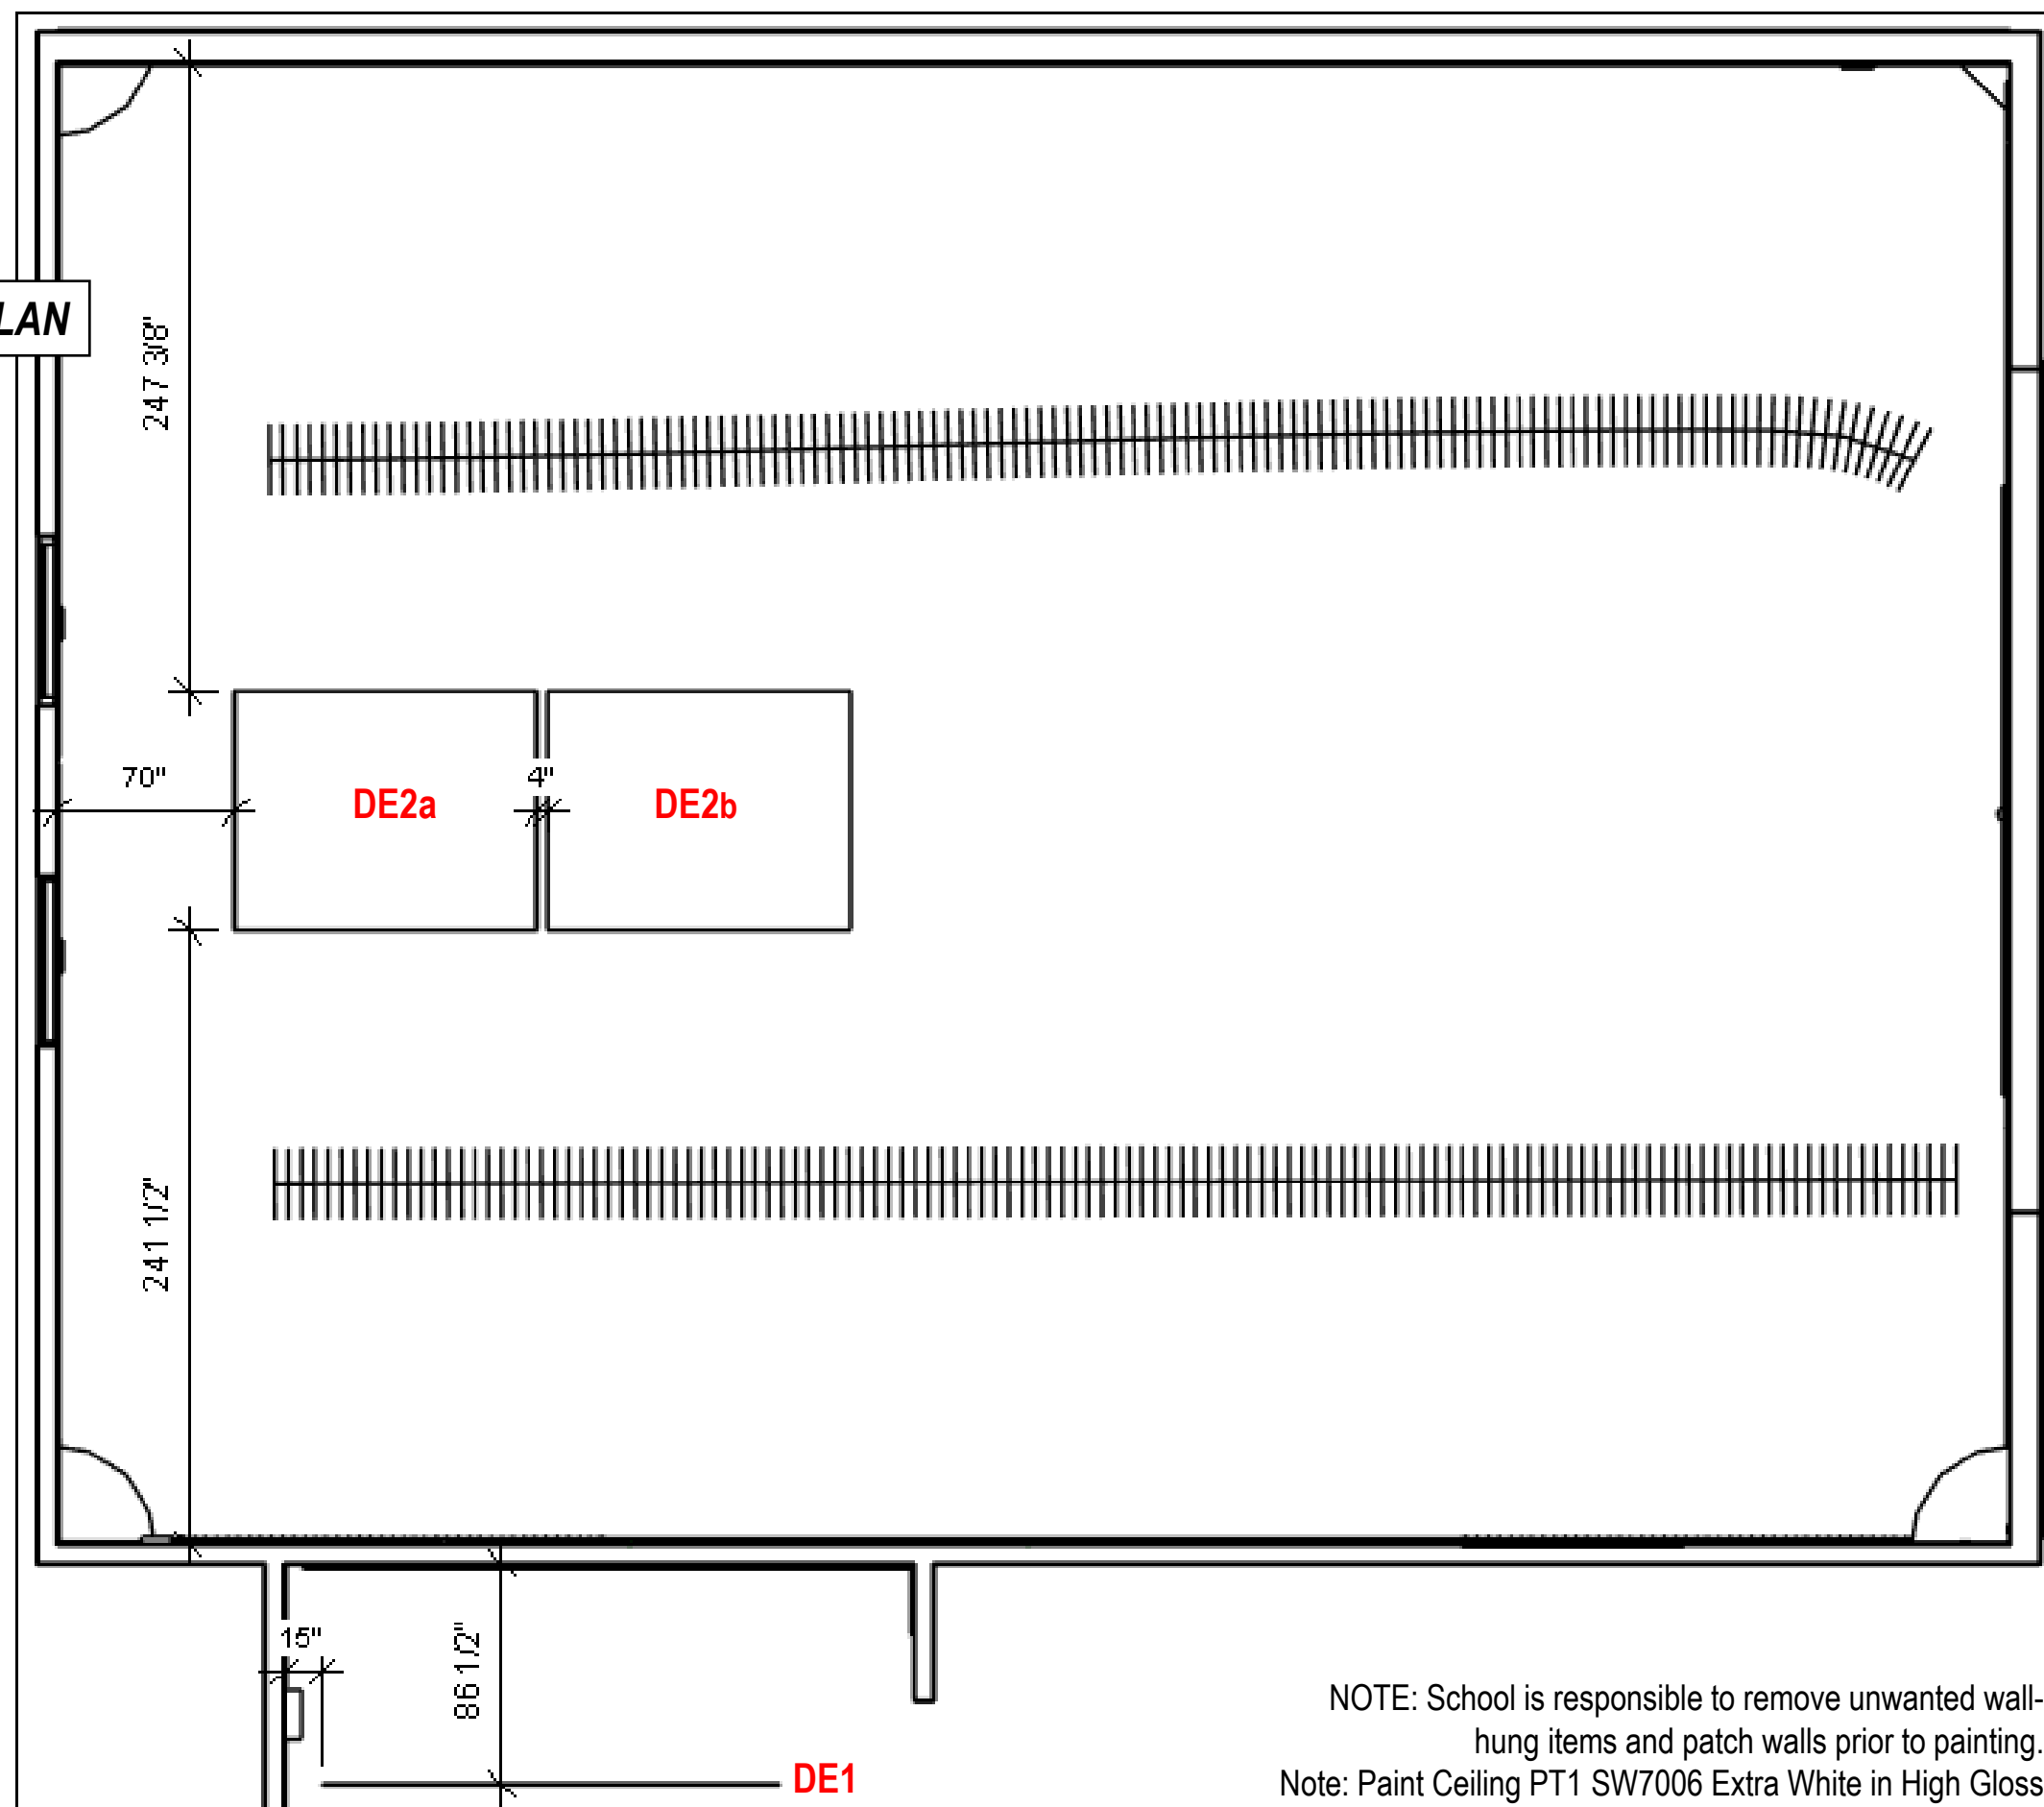 LAN
247 3/8"
70"
4"
DE2a
DE2b
241 1/2"
15"
86 1/2"
NOTE: School is responsible to remove unwanted wall-
hung items and patch walls prior to painting.
DE1
Note: Paint Ceiling PT1 SW7006 Extra White in High Gloss